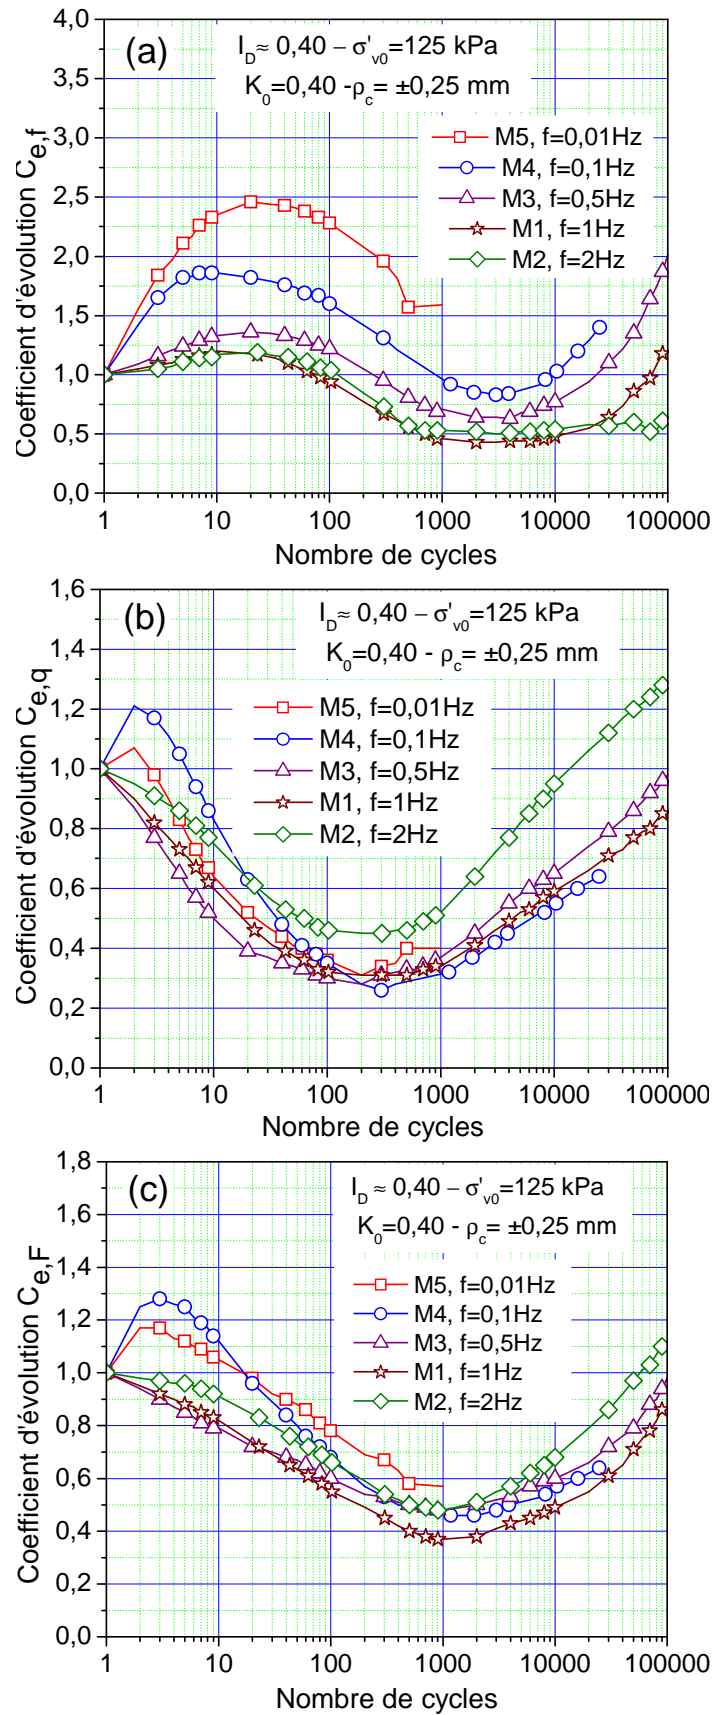 (a)
I_D≈ 0,40 – σ'_v0=125 kPa
K_0=0,40 -ρ_c= ±0,25 mm
M5, f=0,01Hz
M4, f=0,1Hz
M3, f=0,5Hz
M1, f=1Hz
M2, f=2Hz
Coefficient d'évolution C_e,f
4,0
3,5
3,0
2,5
2,0
1,5
1,0
0,5
0,0
1 10 100 1000 10000 100000
Nombre de cycles
(b)
I_D≈ 0,40 – σ'_v0=125 kPa
K_0=0,40 - ρ_c= ±0,25 mm
M5, f=0,01Hz
M4, f=0,1Hz
M3, f=0,5Hz
M1, f=1Hz
M2, f=2Hz
Coefficient d'évolution C_e,q
1,6
1,4
1,2
1,0
0,8
0,6
0,4
0,2
0,0
1 10 100 1000 10000 100000
Nombre de cycles
(c)
I_D ≈ 0,40 – σ'_v0=125 kPa
K_0=0,40 - ρ_c= ±0,25 mm
M5, f=0,01Hz
M4, f=0,1Hz
M3, f=0,5Hz
M1, f=1Hz
M2, f=2Hz
Coefficient d'évolution C_e,F
1,8
1,6
1,4
1,2
1,0
0,8
0,6
0,4
0,2
0,0
1 10 100 1000 10000 100000
Nombre de cycles